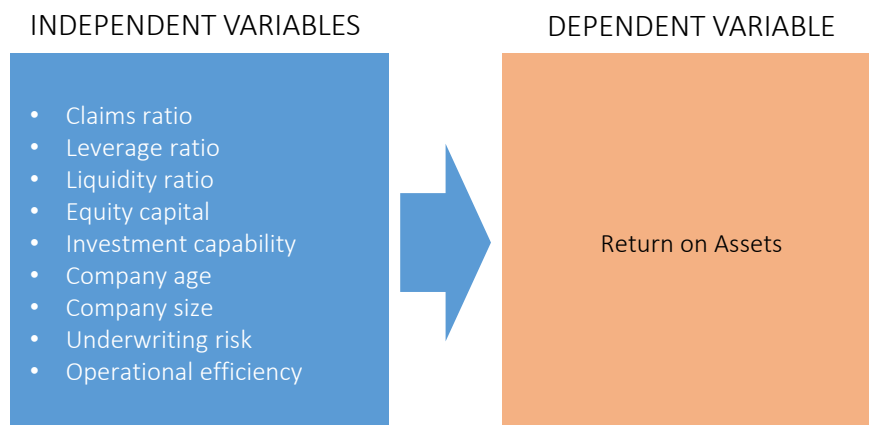 INDEPENDENT VARIABLES
• Claims ratio
• Leverage ratio
• Liquidity ratio
• Equity capital
• Investment capability
• Company age
• Company size
• Underwriting risk
• Operational efficiency
DEPENDENT VARIABLE
Return on Assets